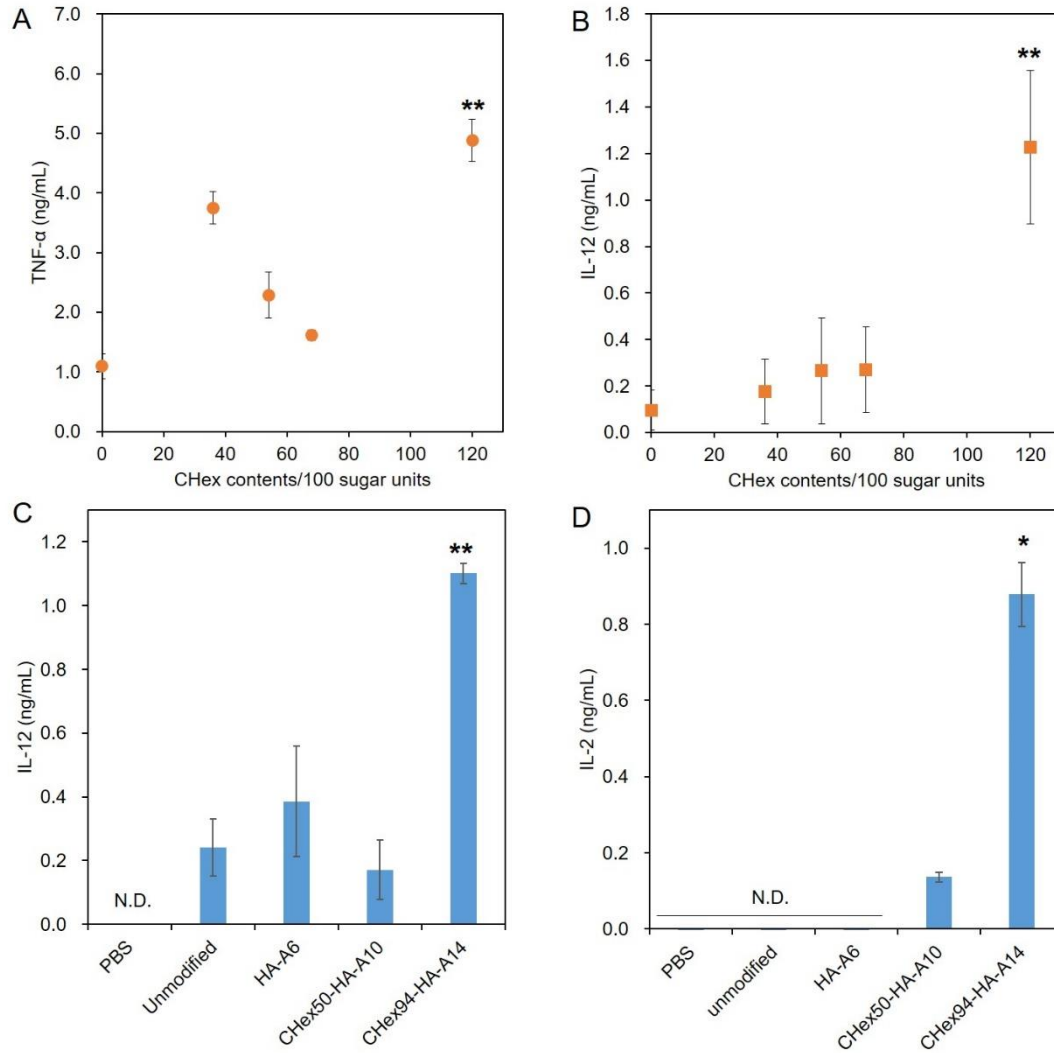 A
7.0
6.0
5.0
4.0
3.0
2.0
1.0
0.0
TNF-α (ng/mL)
**
0 20 40 60 80 100 120
CHex contents/100 sugar units
B
1.8
1.6
1.4
1.2
1.0
0.8
0.6
0.4
0.2
0.0
IL-12 (ng/mL)
**
0 20 40 60 80 100 120
CHex contents/100 sugar units
C
1.2
1.0
0.8
0.6
0.4
0.2
0.0
IL-12 (ng/mL)
**
N.D.
PBS
Unmodified
HA-A6
CHex50-HA-A10
CHex94-HA-A14
D
1.0
0.8
0.6
0.4
0.2
0.0
IL-2 (ng/mL)
*
N.D.
PBS
unmodified
HA-A6
CHex50-HA-A10
CHex94-HA-A14